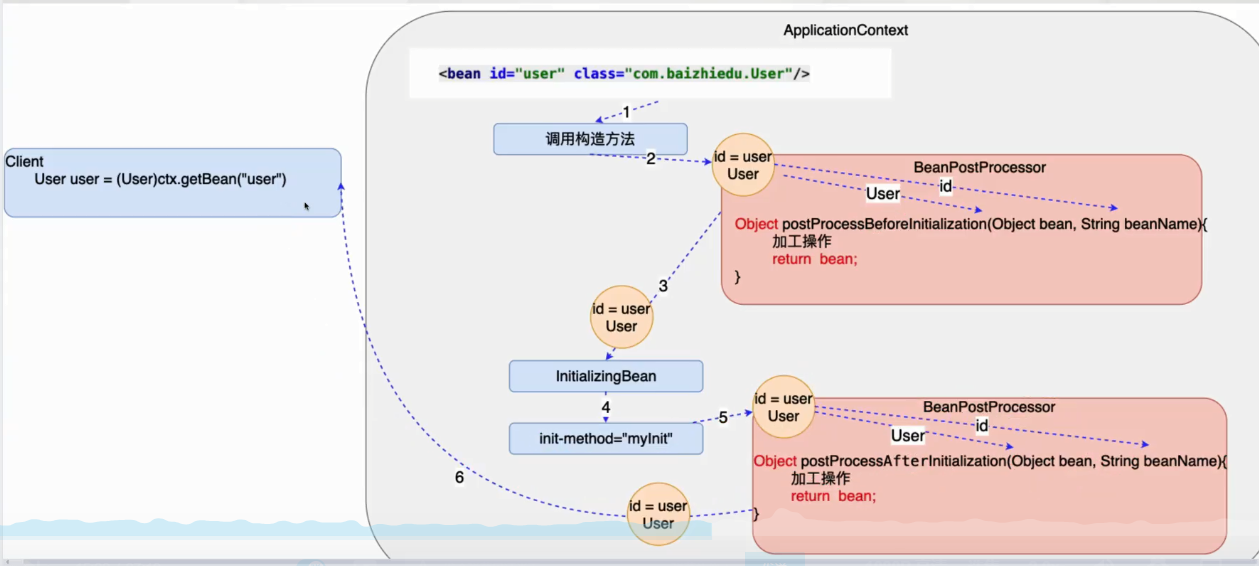 ApplicationContext
<bean id="user" class="com.baizhiedu.User"/>
1
调用构造方法
2
id = user
User
BeanPostProcessor
User
id
Object postProcessBeforeInitialization(Object bean, String beanName){
加工操作
return bean;
}
Client
User user = (User)ctx.getBean("user")
3
id = user
User
InitializingBean
4
init-method="myInit"
5
id = user
User
BeanPostProcessor
User
id
Object postProcessAfterInitialization(Object bean, String beanName){
加工操作
return bean;
}
6
id = user
User